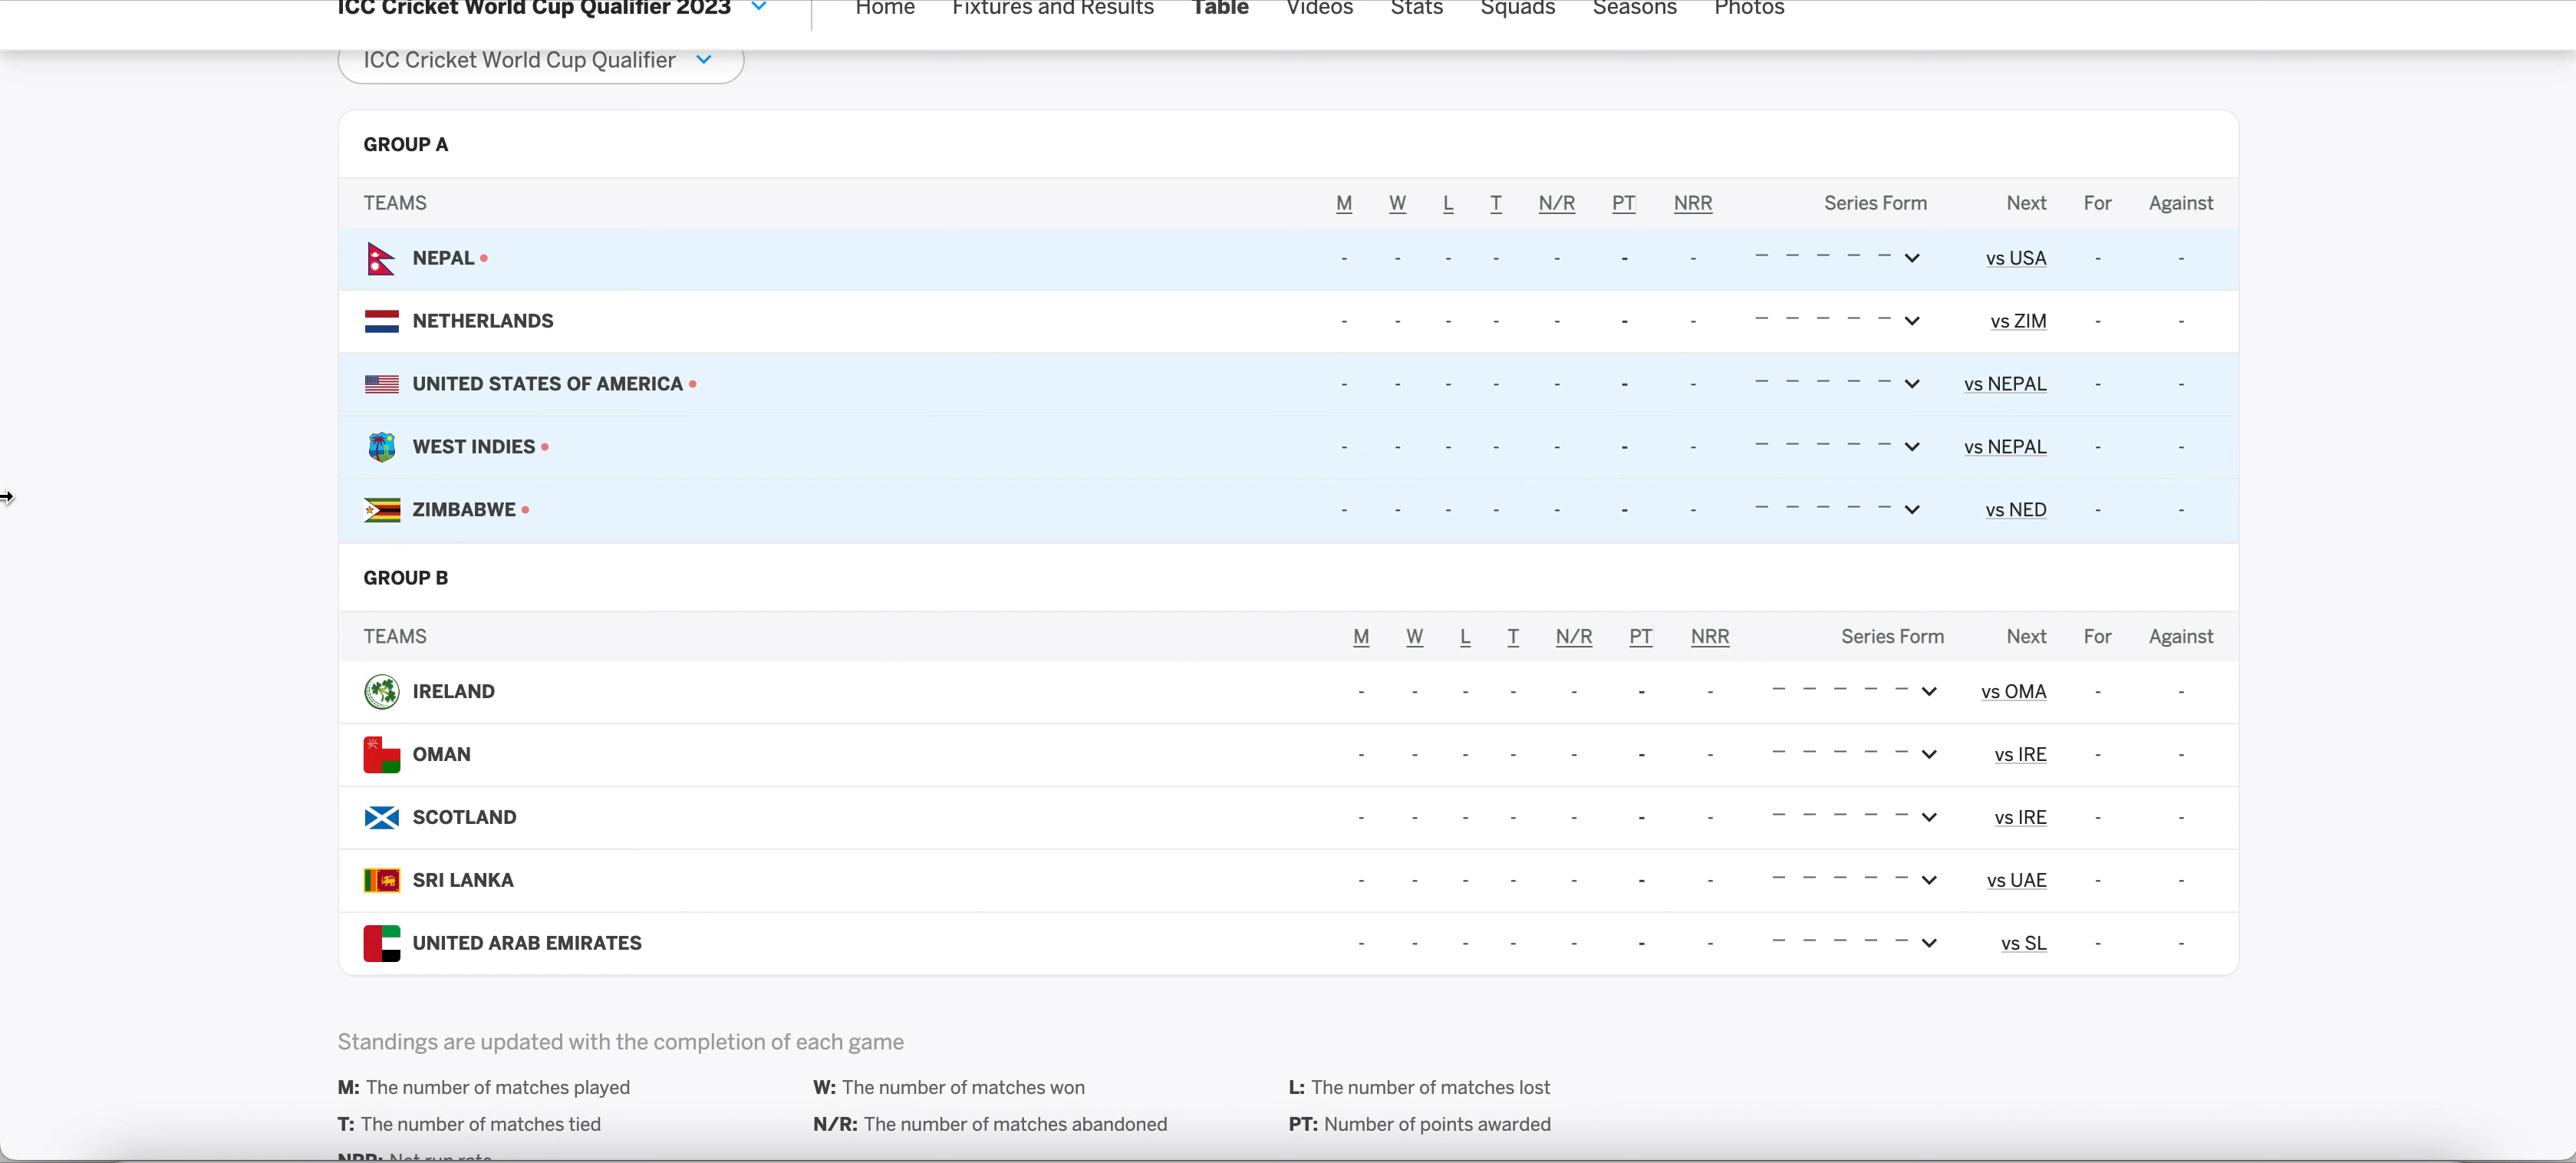 ICC Cricket World Cup Qualifier 2023 Home Fixtures and Results Table Videos Stats Squads Seasons Photos
ICC Cricket World Cup Qualifier
GROUP A
TEAMS M W L T N/R PT NRR Series Form Next For Against
NEPAL - - - - - - - – – – – – vs USA - -
NETHERLANDS - - - - - - - – – – – – vs ZIM - -
UNITED STATES OF AMERICA - - - - - - - – – – – – vs NEPAL - -
WEST INDIES - - - - - - - – – – – – vs NEPAL - -
ZIMBABWE - - - - - - - – – – – – vs NED - -
GROUP B
TEAMS M W L T N/R PT NRR Series Form Next For Against
IRELAND - - - - - - - – – – – – vs OMA - -
OMAN - - - - - - - – – – – – vs IRE - -
SCOTLAND - - - - - - - – – – – – vs IRE - -
SRI LANKA - - - - - - - – – – – – vs UAE - -
UNITED ARAB EMIRATES - - - - - - - – – – – – vs SL - -
Standings are updated with the completion of each game
M: The number of matches played W: The number of matches won L: The number of matches lost
T: The number of matches tied N/R: The number of matches abandoned PT: Number of points awarded
NRR: Net run rate